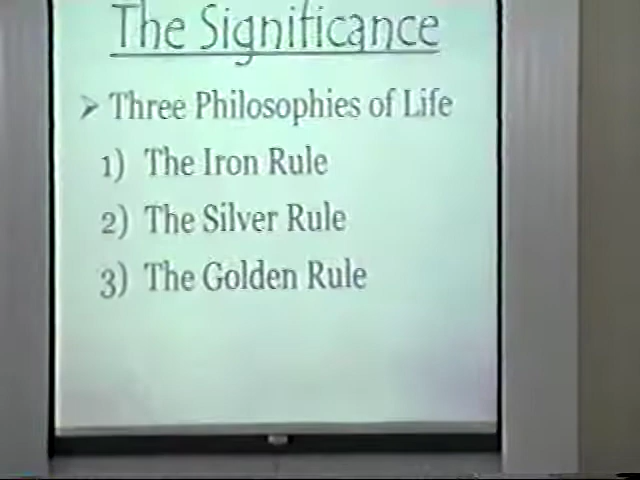 The Significance
➢ Three Philosophies of Life
1) The Iron Rule
2) The Silver Rule
3) The Golden Rule